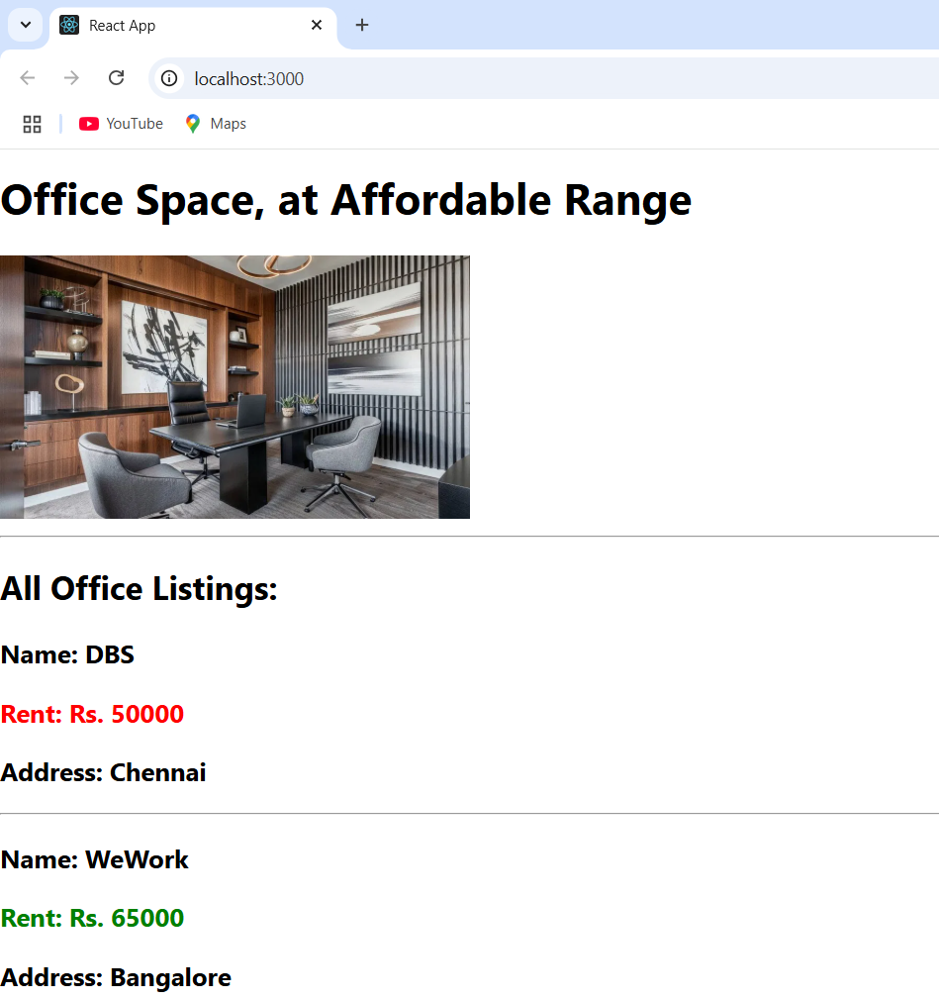 React App
localhost:3000
YouTube
Maps
Office Space, at Affordable Range
All Office Listings:
Name: DBS
Rent: Rs. 50000
Address: Chennai
Name: WeWork
Rent: Rs. 65000
Address: Bangalore